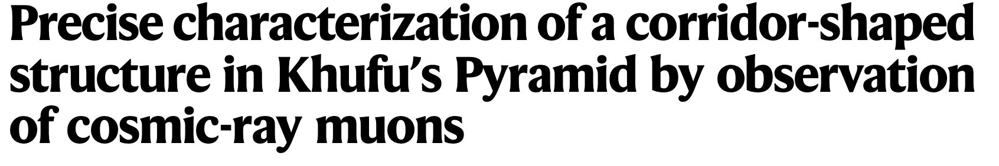 Precise characterization of a corridor-shaped
structure in Khufu’s Pyramid by observation
of cosmic-ray muons